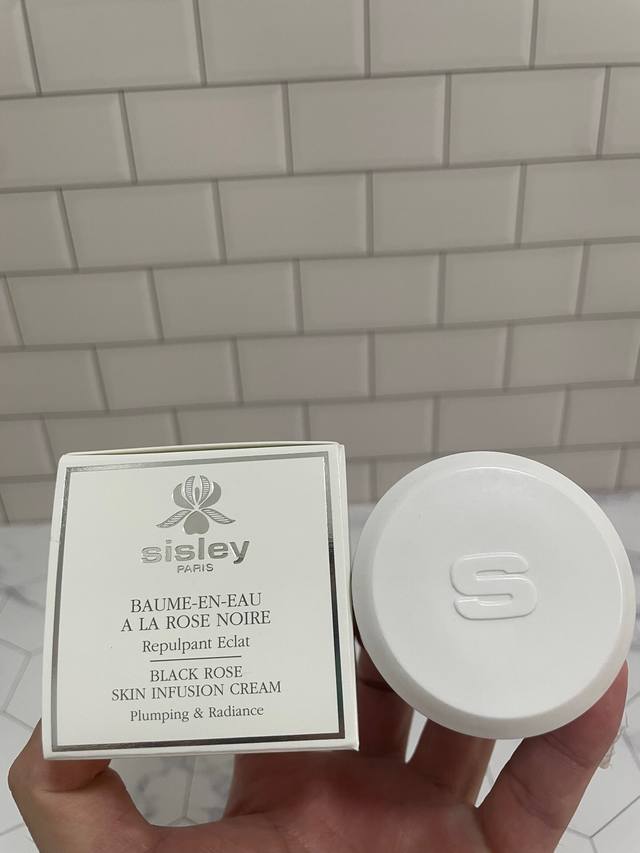 sisley
PARIS
BAUME-EN-EAU
A LA ROSE NOIRE
Repulpant Eclat
BLACK ROSE
SKIN INFUSION CREAM
Plumping & Radiance
S